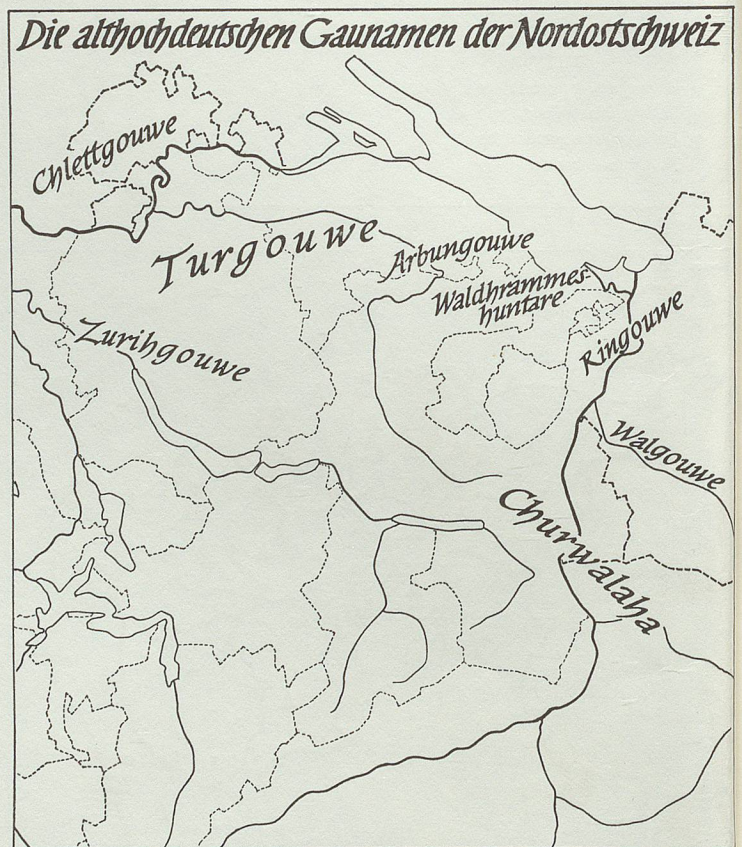 Die althochdeutschen Gaunamen der Nordostschweiz
Chlettgouwe
Turgouwe
Arbungouwe
Waldhrammes-
huntare
Ringouwe
Zurihgouwe
Walgouwe
Churwalaha